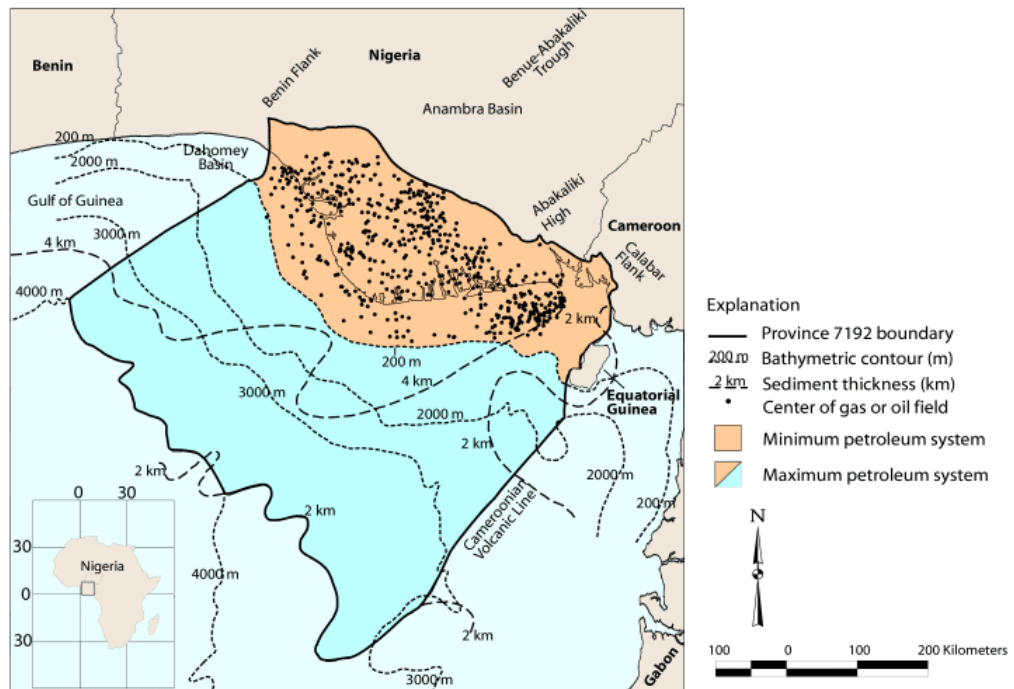 Benin
Nigeria
Benue-Abakaliki
Trough
Benin Flank
Anambra Basin
200 m
2000 m
Dahomey
Basin
Gulf of Guinea
3000m
4 km
4000 m
Abakaliki
High
Cameroon
Calabar
Flank
2 km
200 m
4 km
3000 m
2000 m
Equatorial
Guinea
2 km
2000 m
200 m
2 km
2 km
Cameroonian
Volcanic Line
4000 m
2 km
3000 m
Gabon
0
30
30
0
30
Nigeria
Explanation
Province 7192 boundary
200 m
Bathymetric contour (m)
2 km
Sediment thickness (km)
Center of gas or oil field
Minimum petroleum system
Maximum petroleum system
N
100
0
100
200 Kilometers